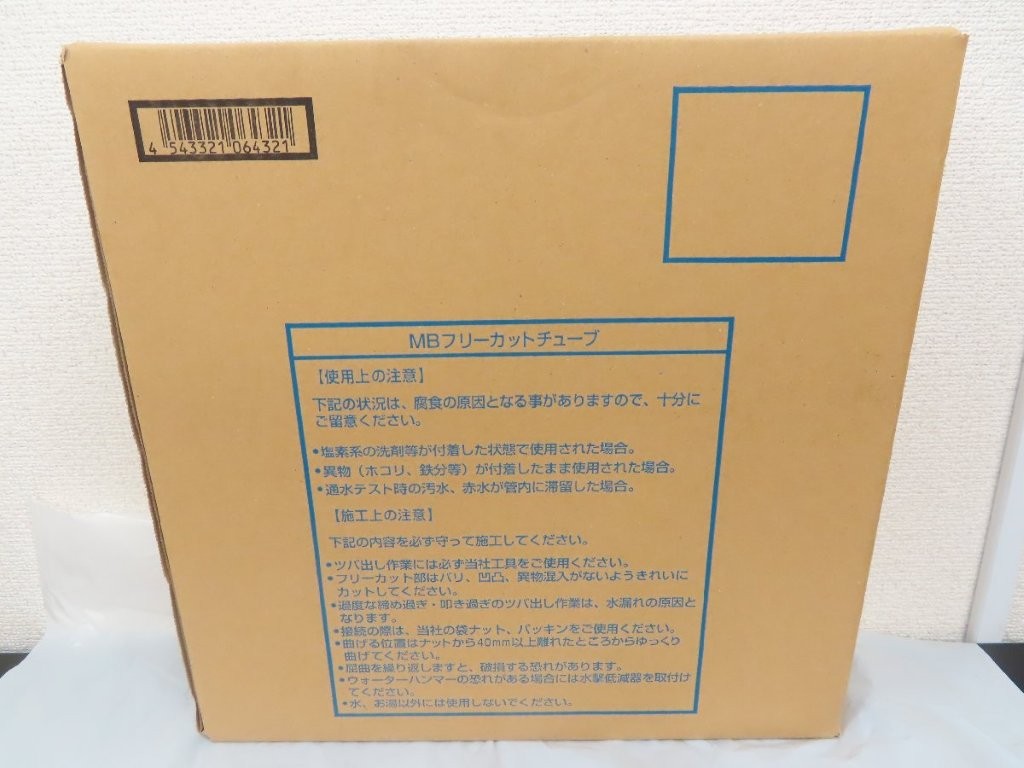 4 543321 064321
MBフリーカットチューブ
【使用上の注意】
下記の状況は、腐食の原因となる事がありますので、十分に
ご留意ください。
•塩素系の洗剤等が付着した状態で使用された場合。
•異物（ホコリ、鉄分等）が付着したまま使用された場合。
•通水テスト時の汚水、赤水が管内に滞留した場合。
【施工上の注意】
下記の内容を必ず守って施工してください。
•ツバ出し作業には必ず当社工具をご使用ください。
•フリーカット部はバリ、凹凸、異物混入がないようきれいに
カットしてください。
•過度な締め過ぎ・叩き過ぎのツバ出し作業は、水漏れの原因と
なります。
•接続の際は、当社の袋ナット、パッキンをご使用ください。
•曲げる位置はナットから40mm以上離れたところからゆっくり
曲げてください。
•屈曲を繰り返しますと、破損する恐れがあります。
•ウォーターハンマーの恐れがある場合には水撃低減器を取付け
てください。
•水、お湯以外には使用しないでください。